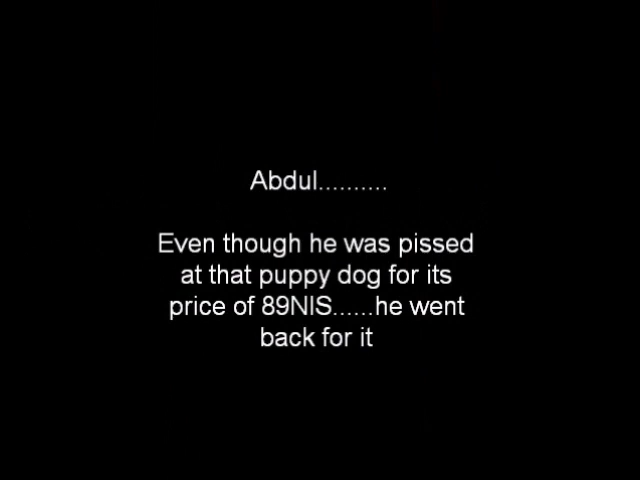 Abdul..........
Even though he was pissed
at that puppy dog for its
price of 89NIS......he went
back for it